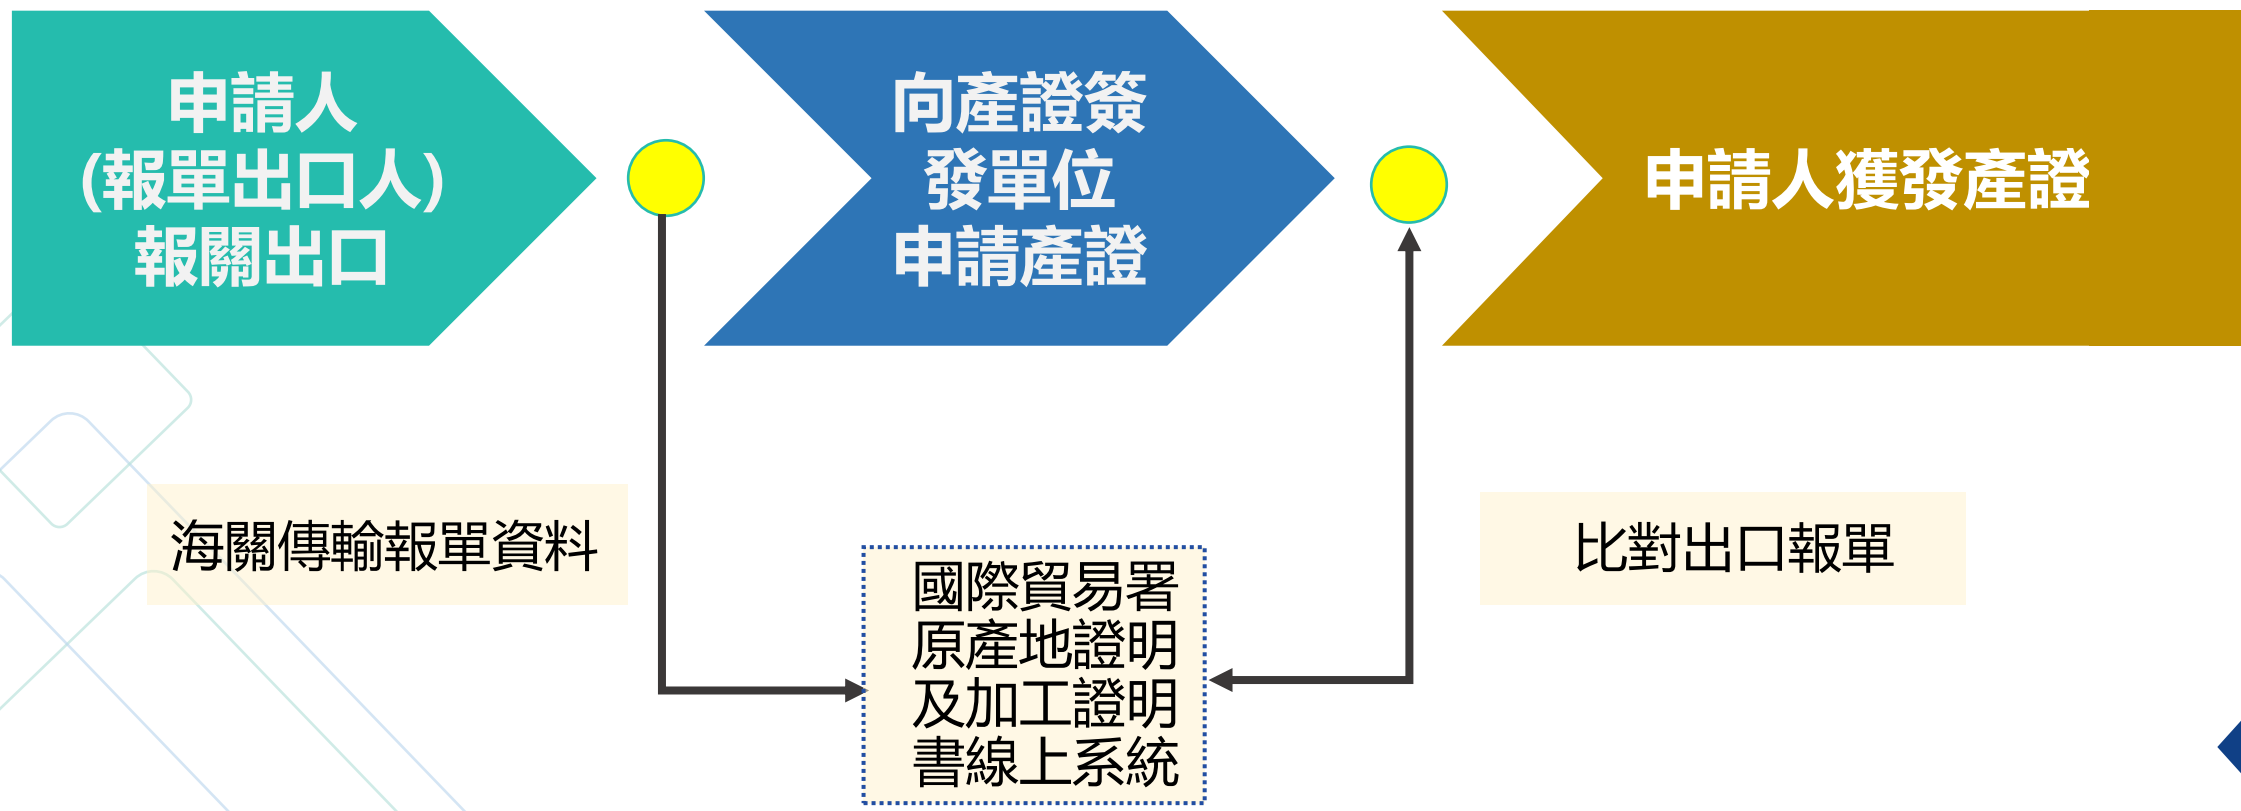 申請人
(報單出口人)
報關出口
向產證簽
發單位
申請產證
申請人獲發產證
海關傳輸報單資料
國際貿易署
原產地證明
及加工證明
書線上系統
比對出口報單